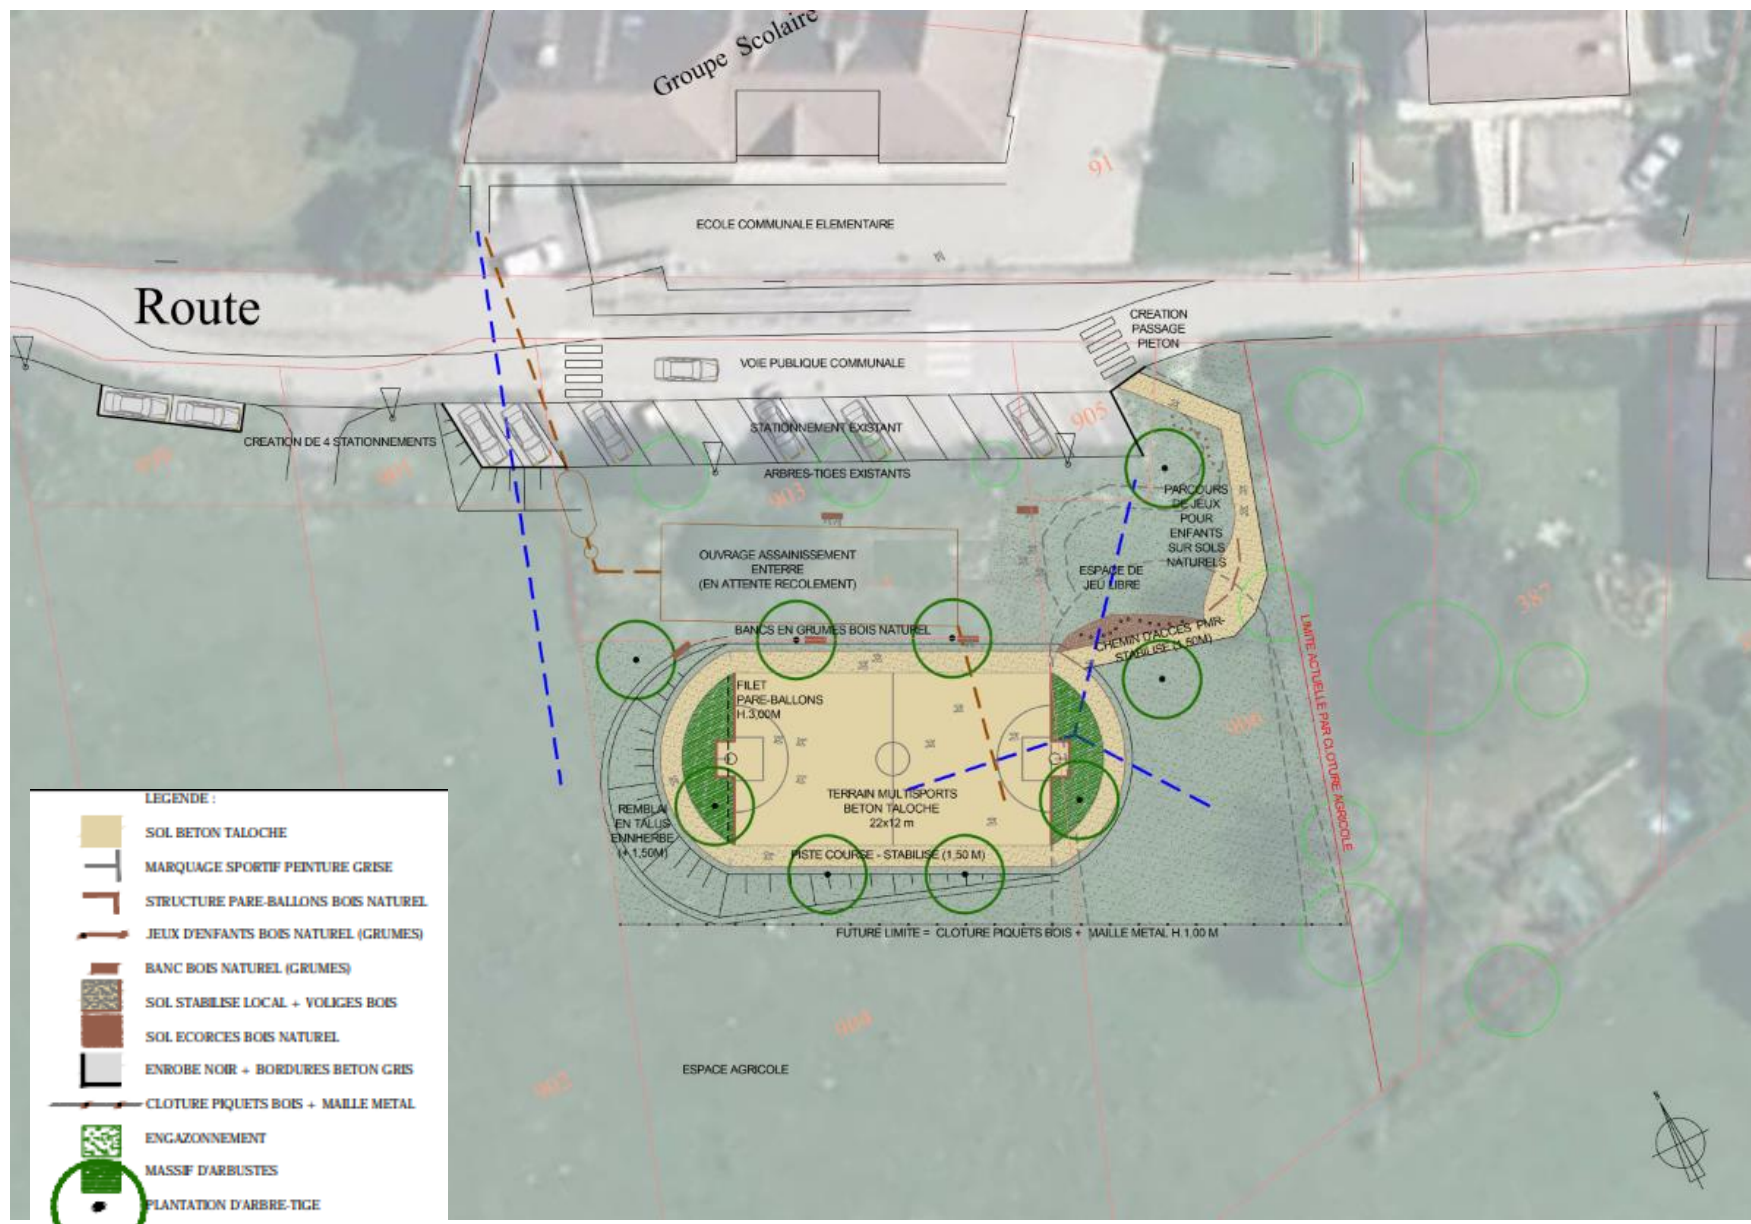 Groupe Scolaire
91
ECOLE COMMUNALE ELEMENTAIRE
Route
CREATION
PASSAGE
PIETON
VOIE PUBLIQUE COMMUNALE
905
STATIONNEMENT EXISTANT
CREATION DE 4 STATIONNEMENTS
ARBRES-TIGES EXISTANTS
903
PARCOURS
DE JEUX
POUR
ENFANTS
SUR SOLS
NATURELS
OUVRAGE ASSAINISSEMENT
ENTERRE
(EN ATTENTE RECOLEMENT)
ESPACE DE
JEU LIBRE
387
BANCS EN GRUMES BOIS NATUREL
CHEMIN D'ACCES PMR-
STABILISE (1,50M)
LIMITE ACTUELLE PAR CLOTURE AGRICOLE
FILET
PARE-BALLONS
H.3,00M
TERRAIN MULTISPORTS
BETON TALOCHE
22x12 m
REMBLAI
EN TALUS
ENNHERBE
(+ 1,50M)
PISTE COURSE - STABILISE (1,50 M)
FUTURE LIMITE = CLOTURE PIQUETS BOIS + MAILLE METAL H.1,00 M
904
902
ESPACE AGRICOLE
N
LEGENDE :
SOL BETON TALOCHE
MARQUAGE SPORTIF PEINTURE GRISE
STRUCTURE PARE-BALLONS BOIS NATUREL
JEUX D'ENFANTS BOIS NATUREL (GRUMES)
BANC BOIS NATUREL (GRUMES)
SOL STABILISE LOCAL + VOLIGES BOIS
SOL ECORCES BOIS NATUREL
ENROBE NOIR + BORDURES BETON GRIS
CLOTURE PIQUETS BOIS + MAILLE METAL
ENGAZONNEMENT
MASSIF D'ARBUSTES
PLANTATION D'ARBRE-TIGE